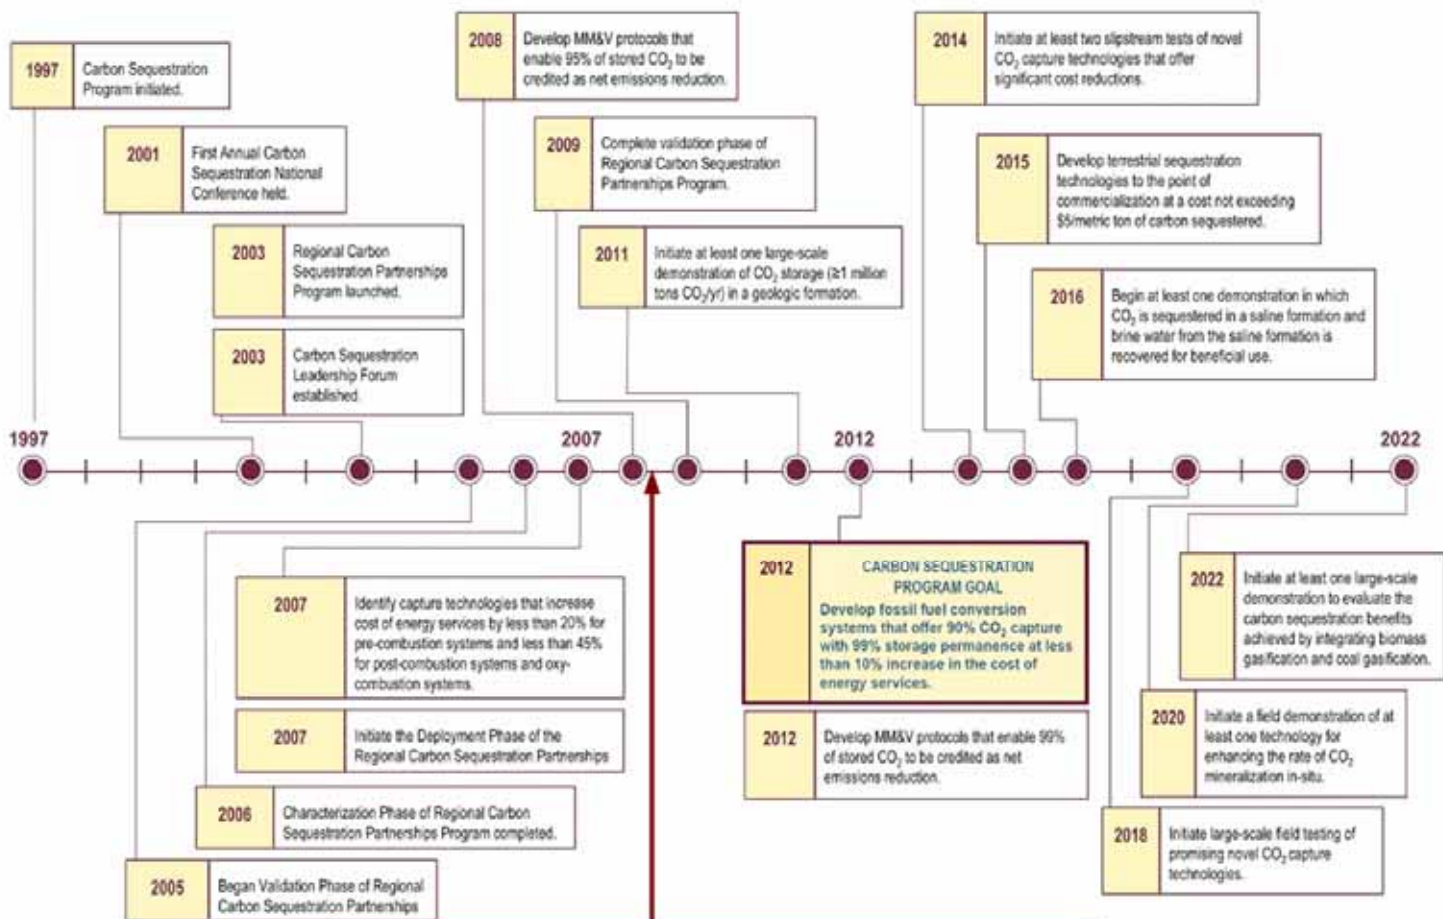 1997
Carbon Sequestration
Program initiated.
2001
First Annual Carbon
Sequestration National
Conference held.
2003
Regional Carbon
Sequestration Partnerships
Program launched.
2003
Carbon Sequestration
Leadership Forum
established.
2008
Develop MM&V protocols that
enable 95% of stored CO₂ to be
credited as net emissions reduction.
2009
Complete validation phase of
Regional Carbon Sequestration
Partnerships Program.
2011
Initiate at least one large-scale
demonstration of CO₂ storage (≥1 million
tons CO₂/yr) in a geologic formation.
2014
Initiate at least two slipstream tests of novel
CO₂ capture technologies that offer
significant cost reductions.
2015
Develop terrestrial sequestration
technologies to the point of
commercialization at a cost not exceeding
$5/metric ton of carbon sequestered.
2016
Begin at least one demonstration in which
CO₂ is sequestered in a saline formation and
brine water from the saline formation is
recovered for beneficial use.
1997
2007
2012
2022
2007
Identify capture technologies that increase
cost of energy services by less than 20% for
pre-combustion systems and less than 45%
for post-combustion systems and oxy-
combustion systems.
2007
Initiate the Deployment Phase of the
Regional Carbon Sequestration Partnerships
2006
Characterization Phase of Regional Carbon
Sequestration Partnerships Program completed.
2005
Began Validation Phase of Regional
Carbon Sequestration Partnerships
2012
CARBON SEQUESTRATION
PROGRAM GOAL
Develop fossil fuel conversion
systems that offer 90% CO₂ capture
with 99% storage permanence at less
than 10% increase in the cost of
energy services.
2012
Develop MM&V protocols that enable 99%
of stored CO₂ to be credited as net
emissions reduction.
2022
Initiate at least one large-scale
demonstration to evaluate the
carbon sequestration benefits
achieved by integrating biomass
gasification and coal gasification.
2020
Initiate a field demonstration of at
least one technology for
enhancing the rate of CO₂
mineralization in-situ.
2018
Initiate large-scale field testing of
promising novel CO₂ capture
technologies.